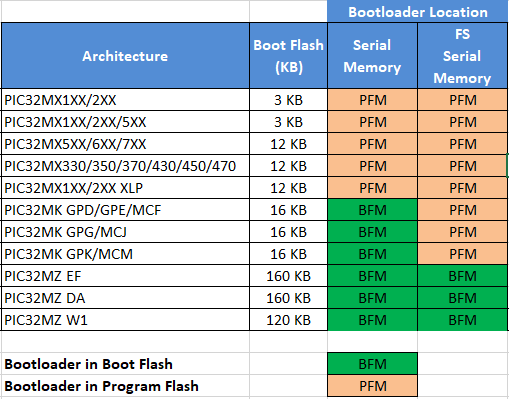 Bootloader Location
Architecture Boot Flash (KB) Serial Memory FS Serial Memory
PIC32MX1XX/2XX 3 KB PFM PFM
PIC32MX1XX/2XX/5XX 3 KB PFM PFM
PIC32MX5XX/6XX/7XX 12 KB PFM PFM
PIC32MX330/350/370/430/450/470 12 KB PFM PFM
PIC32MX1XX/2XX XLP 12 KB PFM PFM
PIC32MK GPD/GPE/MCF 16 KB BFM PFM
PIC32MK GPG/MCJ 16 KB BFM PFM
PIC32MK GPK/MCM 16 KB BFM PFM
PIC32MZ EF 160 KB BFM BFM
PIC32MZ DA 160 KB BFM BFM
PIC32MZ W1 120 KB BFM BFM
Bootloader in Boot Flash BFM
Bootloader in Program Flash PFM